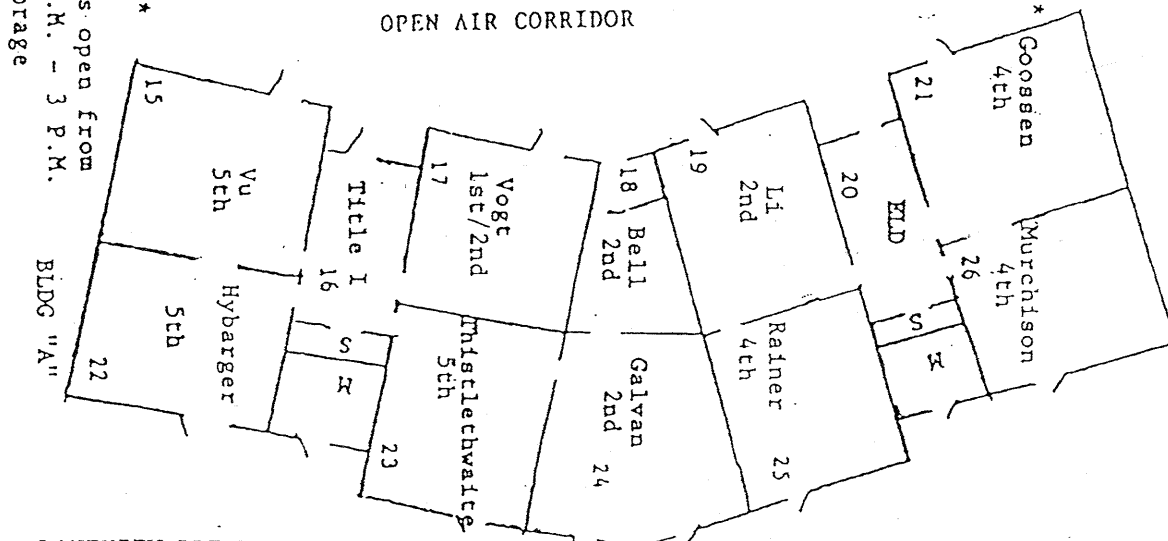 OPEN AIR CORRIDOR
*
*
s open from
.M. - 3 P.M.
orage
Goossen
4th
21
Murchison
4th
26
15
Vu
5th
Title I
16
17
Vogt
1st/2nd
18
Bell
2nd
19
Li
2nd
20
ELD
S
W
Hybarger
5th
22
S
W
Thistlethwaite
5th
23
Galvan
2nd
24
Rainer
4th
25
BLDG "A"